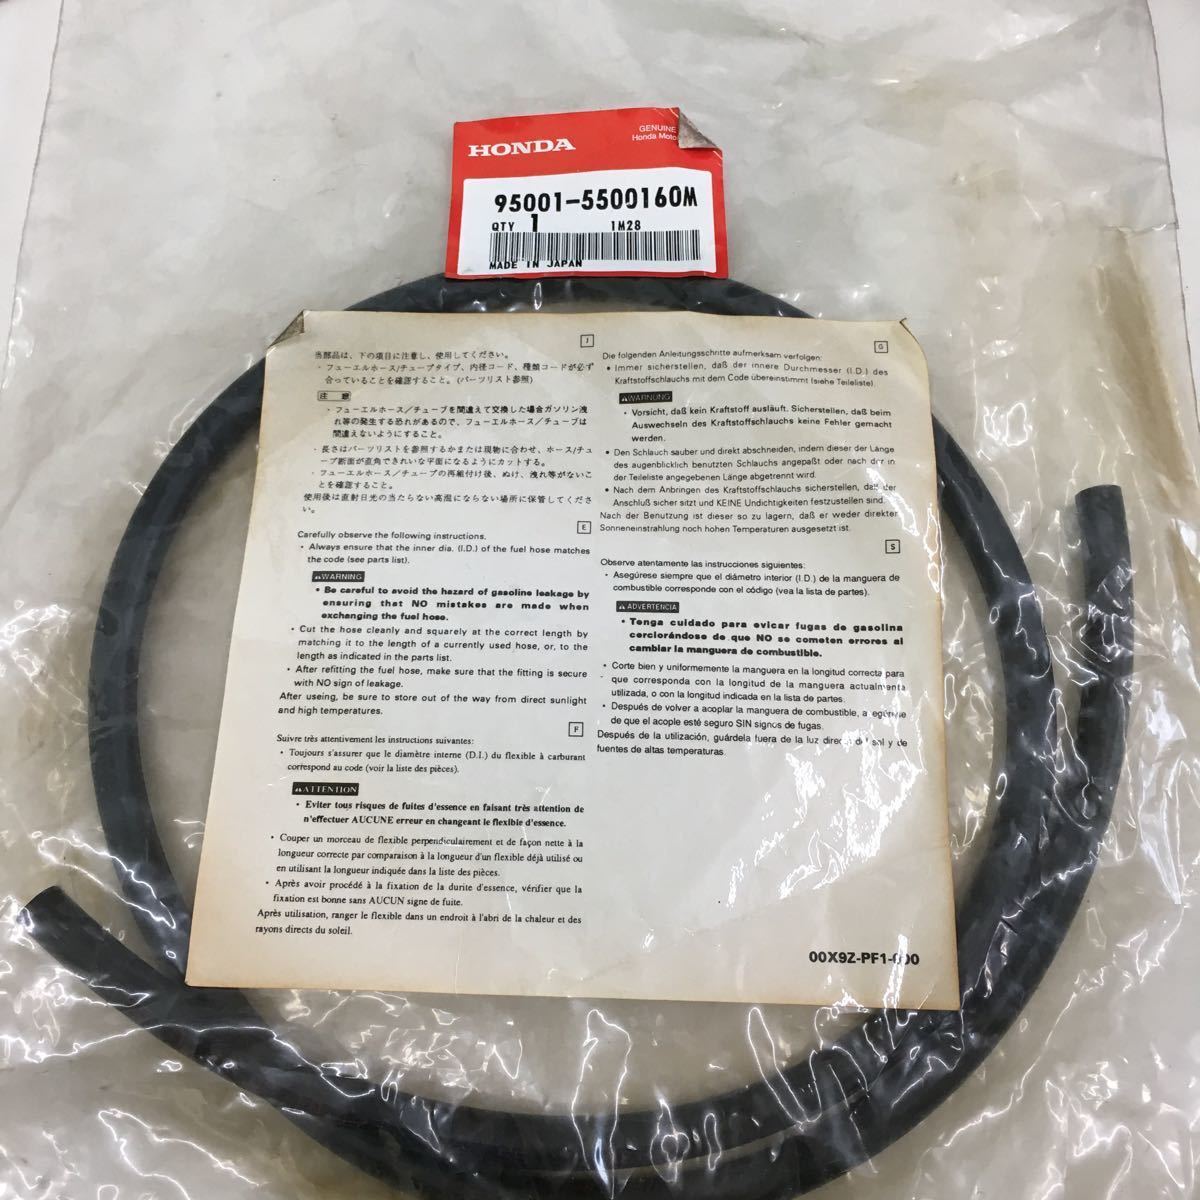 HONDA
GENUINE
Honda Moto
95001-5500160M
QTY 1 1M28
MADE IN JAPAN
J
当部品は、下の項目に注意し、使用してください。
・フューエルホース/チューブタイプ、内径コード、種類コードが必ず
合っていることを確認すること。(パーツリスト参照)
注 意
・フューエルホース/チューブを間違えて交換した場合ガソリン洩
れ等の発生する恐れがあるので、フューエルホース/チューブは
間違えないようにすること。
・長さはパーツリストを参照するかまたは現物に合わせ、ホース/チュ
ーブ断面が直角できれいな平面になるようにカットする。
・フューエルホース/チューブの再組付け後、ぬけ、洩れ等がないこ
とを確認すること。
使用後は直射日光の当たらない高温にならない場所に保管してくださ
い。
E
Carefully observe the following instructions.
• Always ensure that the inner dia. (I.D.) of the fuel hose matches
the code (see parts list).
WARNING
• Be careful to avoid the hazard of gasoline leakage by
ensuring that NO mistakes are made when
exchanging the fuel hose.
• Cut the hose cleanly and squarely at the correct length by
matching it to the length of a currently used hose, or, to the
length as indicated in the parts list.
• After refitting the fuel hose, make sure that the fitting is secure
with NO sign of leakage.
After useing, be sure to store out of the way from direct sunlight
and high temperatures.
F
Suivre très attentivement les instructions suivantes:
• Toujours s'assurer que le diamètre interne (D.I.) du flexible à carburant
correspond au code (voir la liste des pièces).
ATTENTION
• Eviter tous risques de fuites d'essence en faisant très attention de
n'effectuer AUCUNE erreur en changeant le flexible d'essence.
• Couper un morceau de flexible perpendiculairement et de façon nette à la
longueur correcte par comparaison à la longueur d'un flexible déjà utilisé ou
en utilisant la longueur indiquée dans la liste des pièces.
• Après avoir procédé à la fixation de la durite d'essence, vérifier que la
fixation est bonne sans AUCUN signe de fuite.
Après utilisation, ranger le flexible dans un endroit à l'abri de la chaleur et des
rayons directs du soleil.
G
Die folgenden Anleitungsschritte aufmerksam verfolgen:
• Immer sicherstellen, daß der innere Durchmesser (I.D.) des
Kraftstoffschlauchs mit dem Code übereinstimmt (siehe Teileliste).
WARNUNG
• Vorsicht, daß kein Kraftstoff ausläuft. Sicherstellen, daß beim
Auswechseln des Kraftstoffschlauchs keine Fehler gemacht
werden.
• Den Schlauch sauber und direkt abschneiden, indem dieser der Länge
des augenblicklich benutzten Schlauchs angepaßt oder nach der in
der Teileliste angegebenen Länge abgetrennt wird.
• Nach dem Anbringen des Kraftstoffschlauchs sicherstellen, daß der
Anschluß sicher sitzt und KEINE Undichtigkeiten festzustellen sind.
Nach der Benutzung ist dieser so zu lagern, daß er weder direkter
Sonneneinstrahlung noch hohen Temperaturen ausgesetzt ist.
S
Observe atentamente las instrucciones siguientes:
• Asegúrese siempre que el diámetro interior (I.D.) de la manguera de
combustible corresponde con el código (vea la lista de partes).
ADVERTENCIA
• Tenga cuidado para evicar fugas de gasolina
cerciorándose de que NO se cometen errores al
cambiar la manguera de combustible.
• Corte bien y uniformemente la manguera en la longitud correcta para
que corresponda con la longitud de la manguera actualmenta
utilizada, o con la longitud indicada en la lista de partes.
• Después de volver a acoplar la manguera de combustible, asegúrese
de que el acople esté seguro SIN signos de fugas.
Después de la utilización, guárdela fuera de la luz directa del sol y de
fuentes de altas temperaturas.
00X9Z-PF1-000